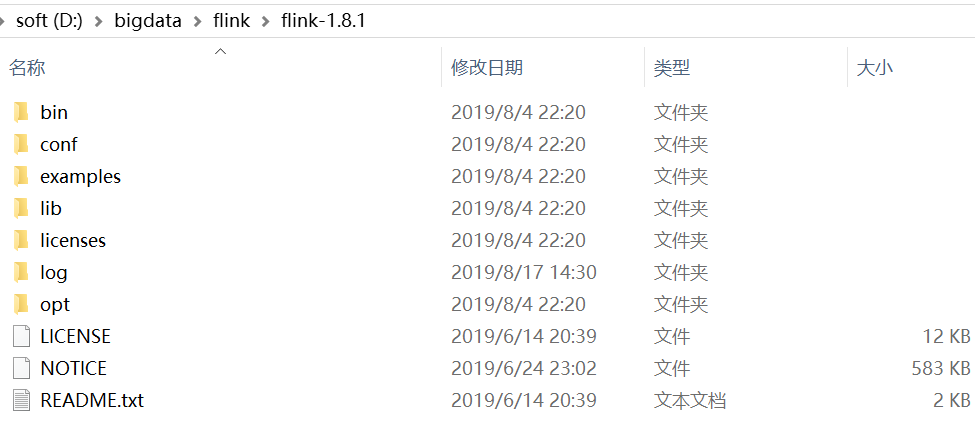 soft (D:) bigdata flink flink-1.8.1
名称 修改日期 类型 大小
bin 2019/8/4 22:20 文件夹
conf 2019/8/4 22:20 文件夹
examples 2019/8/4 22:20 文件夹
lib 2019/8/4 22:20 文件夹
licenses 2019/8/4 22:20 文件夹
log 2019/8/17 14:30 文件夹
opt 2019/8/4 22:20 文件夹
LICENSE 2019/6/14 20:39 文件 12 KB
NOTICE 2019/6/24 23:02 文件 583 KB
README.txt 2019/6/14 20:39 文本文档 2 KB